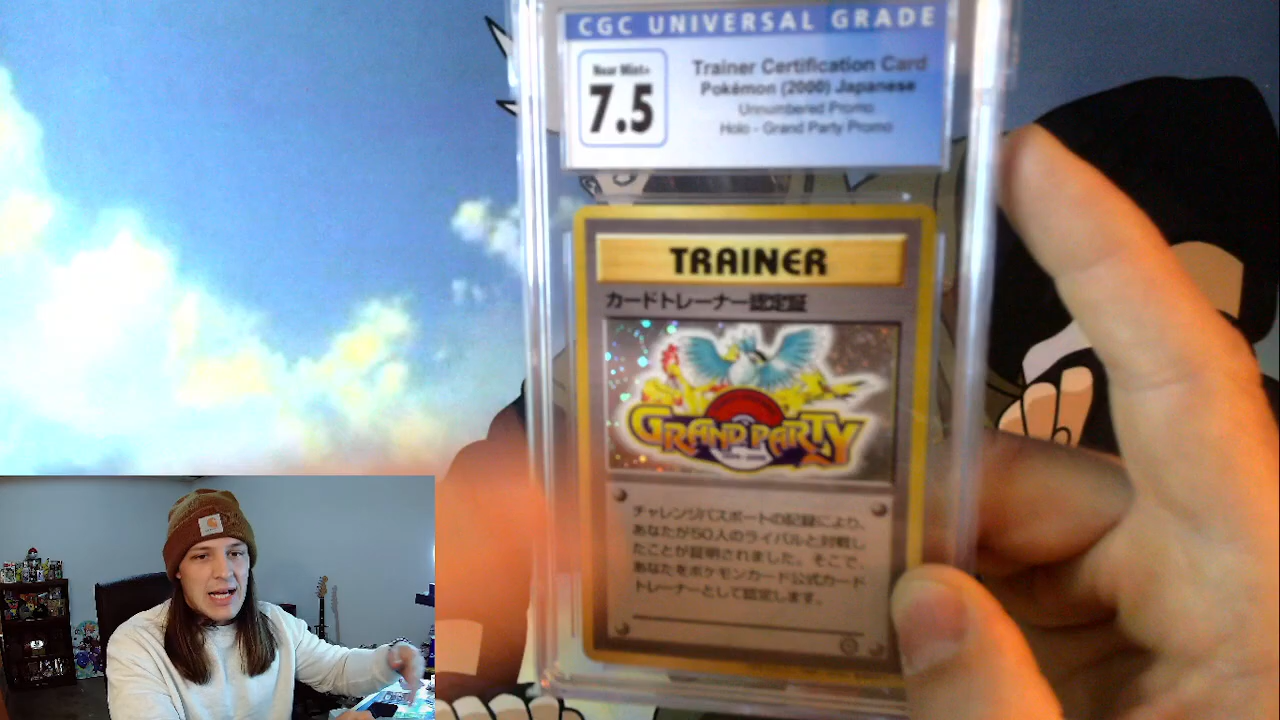 CGC UNIVERSAL GRADE
Near Mint+
7.5
Trainer Certification Card
Pokémon (2000) Japanese
Unnumbered Promo
Holo - Grand Party Promo
TRAINER
カードトレーナー認定証
GRAND PARTY
チャレンジパスポートの記録により、
あなたが50人のライバルと対戦し
たことが証明されました。そこで、
あなたをポケモンカード公式カード
トレーナーとして認定します。